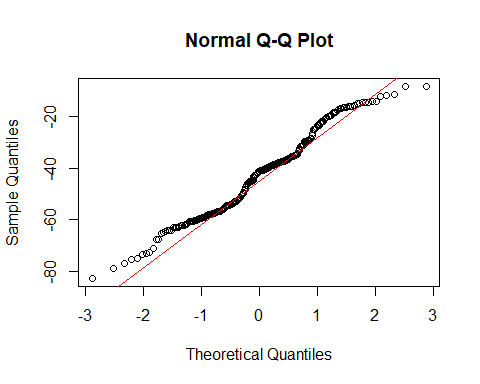 Normal Q-Q Plot
Sample Quantiles
-20
-40
-60
-80
-3 -2 -1 0 1 2 3
Theoretical Quantiles